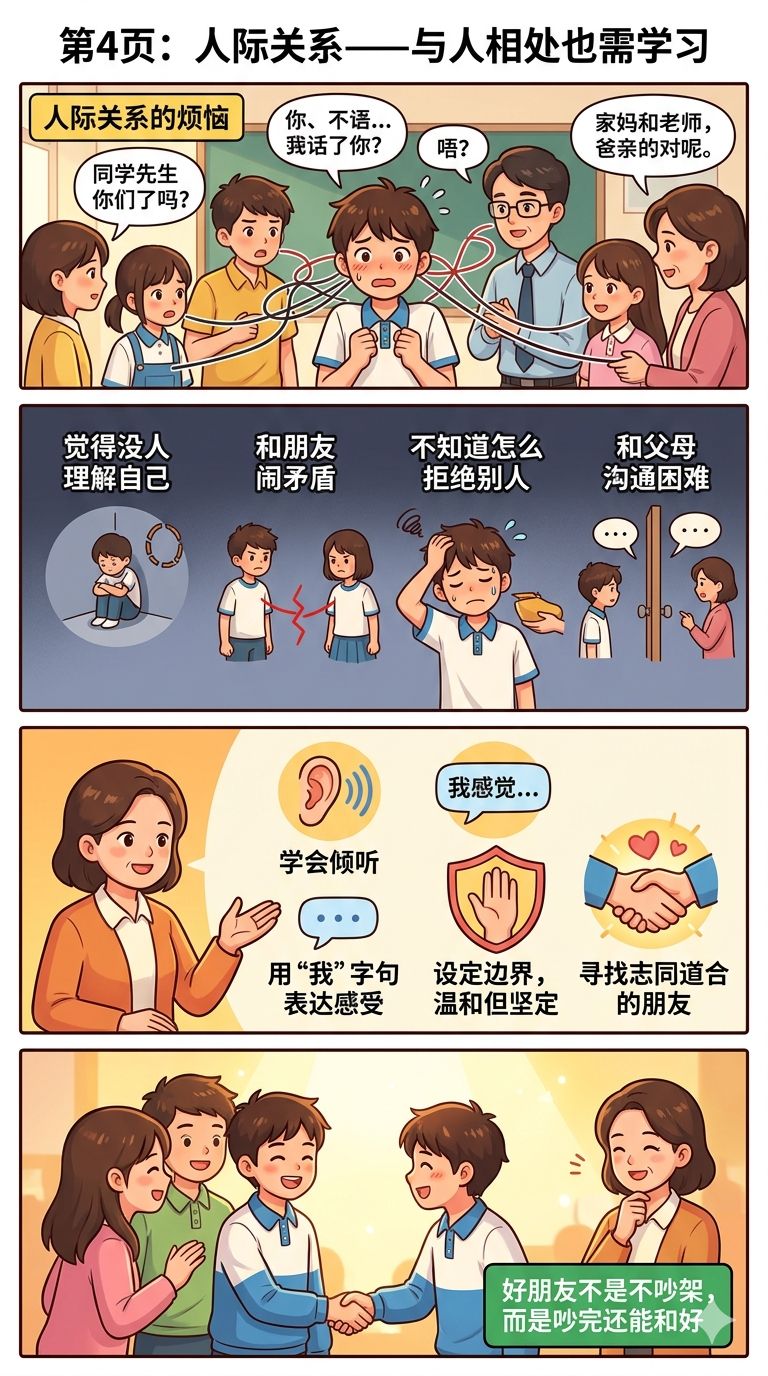 第4页：人际关系——与人相处也需学习
人际关系的烦恼
同学先生
你们了吗？
你、不语...
我话了你？
唔？
家妈和老师，
爸亲的对呢。
觉得没人
理解自己
和朋友
闹矛盾
不知道怎么
拒绝别人
和父母
沟通困难
...
...
学会倾听
...
用“我”字句
表达感受
我感觉...
设定边界，
温和但坚定
寻找志同道合
的朋友
好朋友不是不吵架，
而是吵完还能和好